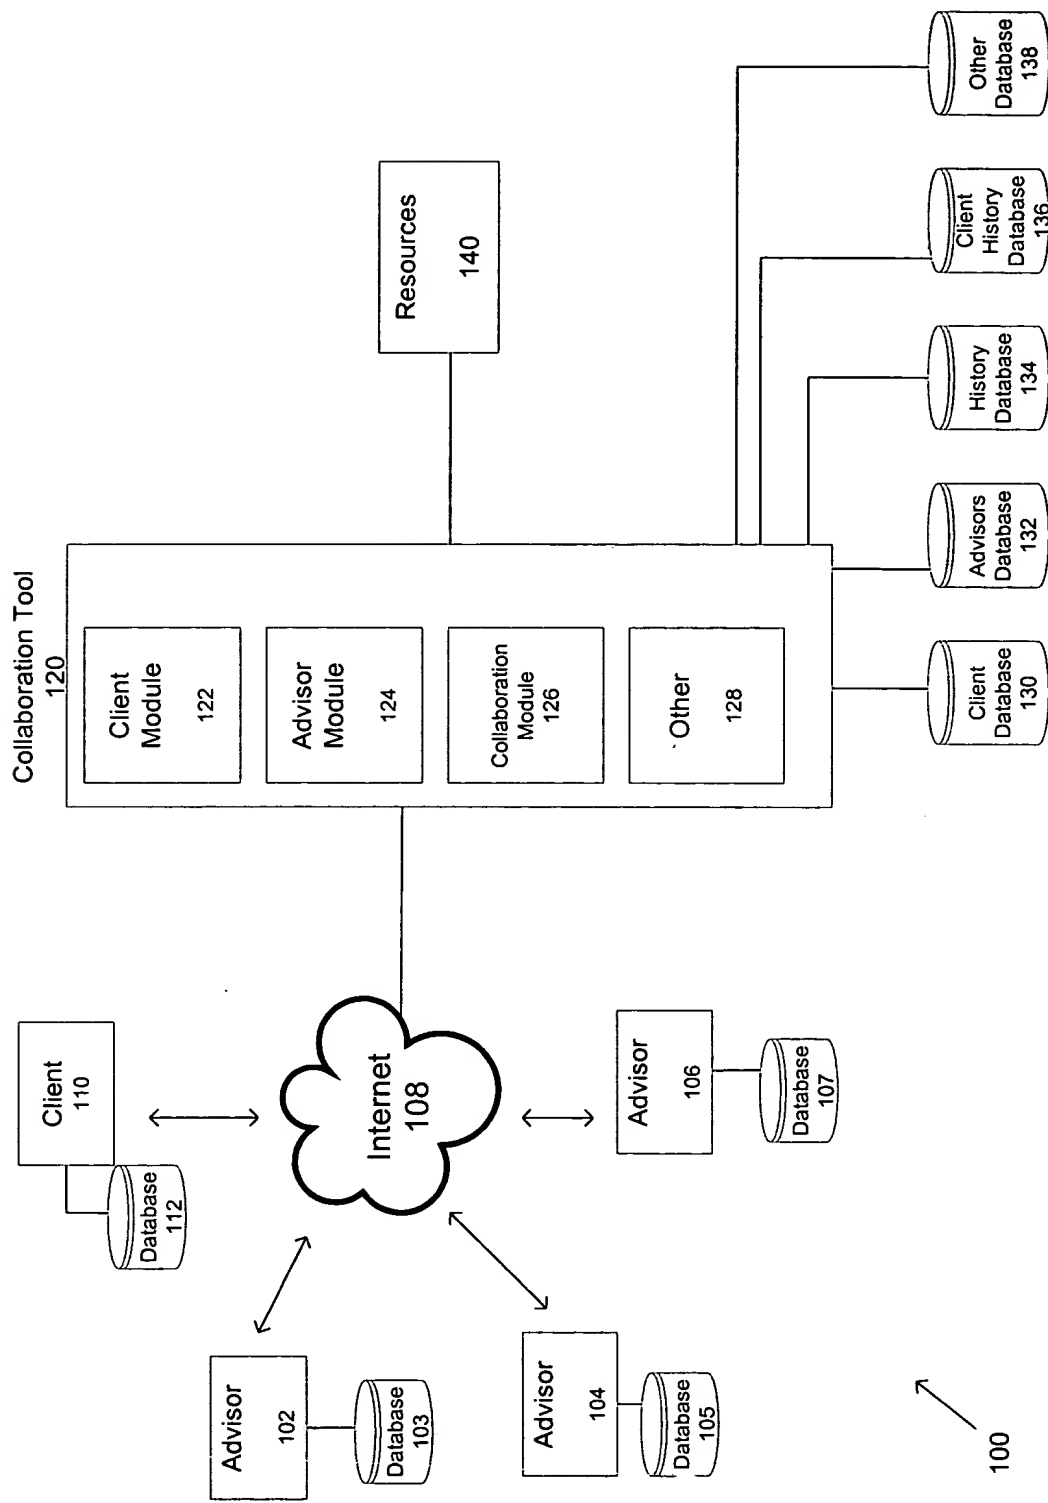 Collaboration Tool
120
Client
Module
122
Advisor
Module
124
Collaboration
Module
126
Other
128
Resources
140
Client
110
Database
112
Internet
108
Advisor
102
Database
103
Advisor
104
Database
105
Advisor
106
Database
107
Client
Database
130
Advisors
Database
132
History
Database
134
Client
History
Database
136
Other
Database
138
100